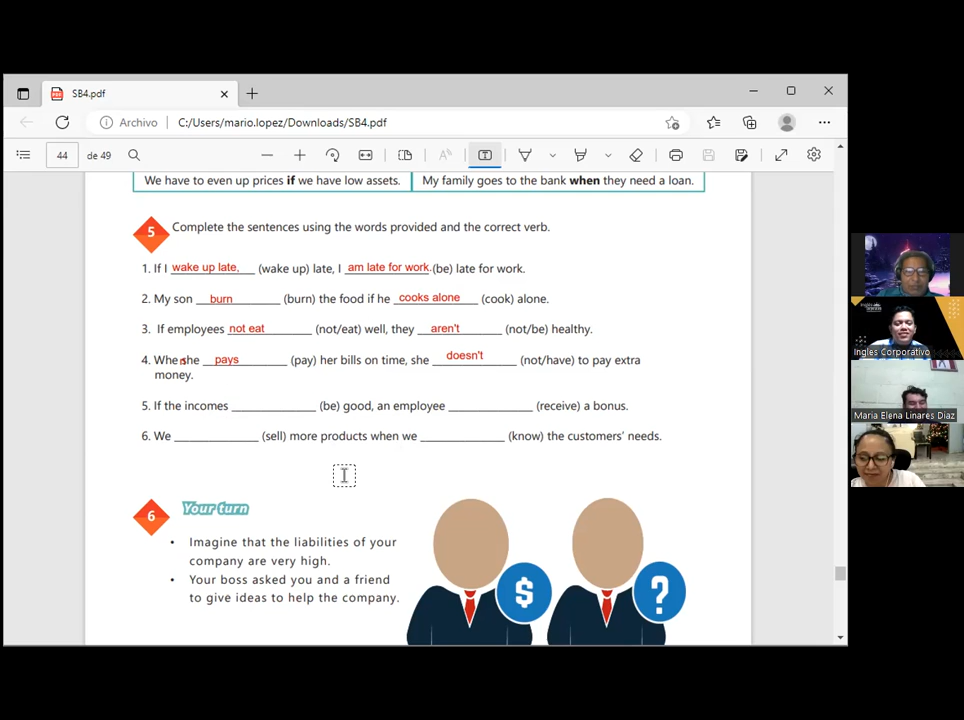 SB4.pdf
Archivo C:/Users/mario.lopez/Downloads/SB4.pdf
44 de 49
We have to even up prices if we have low assets. My family goes to the bank when they need a loan.
5 Complete the sentences using the words provided and the correct verb.
1. If I wake up late, (wake up) late, I am late for work. (be) late for work.
2. My son burn (burn) the food if he cooks alone (cook) alone.
3. If employees not eat (not/eat) well, they aren't (not/be) healthy.
4. When she pays (pay) her bills on time, she doesn't (not/have) to pay extra
money.
5. If the incomes ______________ (be) good, an employee ______________ (receive) a bonus.
6. We ______________ (sell) more products when we ______________ (know) the customers' needs.
6 Your turn
• Imagine that the liabilities of your
company are very high.
• Your boss asked you and a friend
to give ideas to help the company.
$ ?
Ingles Corporativo
Maria Elena Linares Diaz